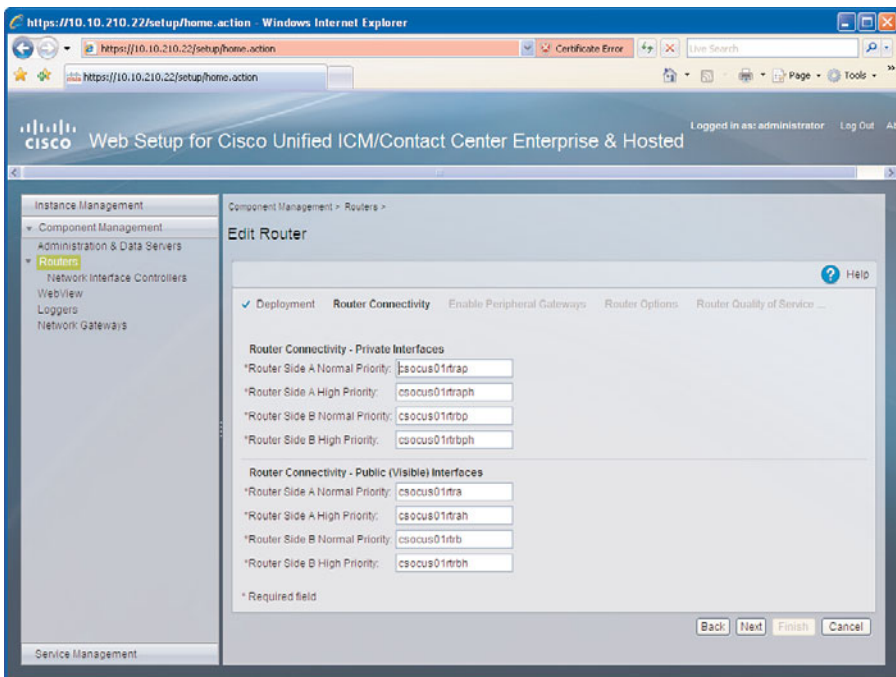 https://10.10.210.22/setup/home.action - Windows Internet Explorer
https://10.10.210.22/setup/home.action Certificate Error Live Search
https://10.10.210.22/setup/home.action Page Tools »
Logged in as: administrator Log Out
CISCO Web Setup for Cisco Unified ICM/Contact Center Enterprise & Hosted
Instance Management
Component Management
Administration & Data Servers
Routers
Network Interface Controllers
WebView
Loggers
Network Gateways
Service Management
Component Management > Routers >
Edit Router
Help
Deployment Router Connectivity Enable Peripheral Gateways Router Options Router Quality of Service ...
Router Connectivity - Private Interfaces
*Router Side A Normal Priority: csocus01rtrap
*Router Side A High Priority: csocus01rtraph
*Router Side B Normal Priority: csocus01rtrbp
*Router Side B High Priority: csocus01rtrbph
Router Connectivity - Public (Visible) Interfaces
*Router Side A Normal Priority: csocus01rtra
*Router Side A High Priority: csocus01rtrah
*Router Side B Normal Priority: csocus01rtrb
*Router Side B High Priority: csocus01rtrbh
* Required field
Back Next Finish Cancel